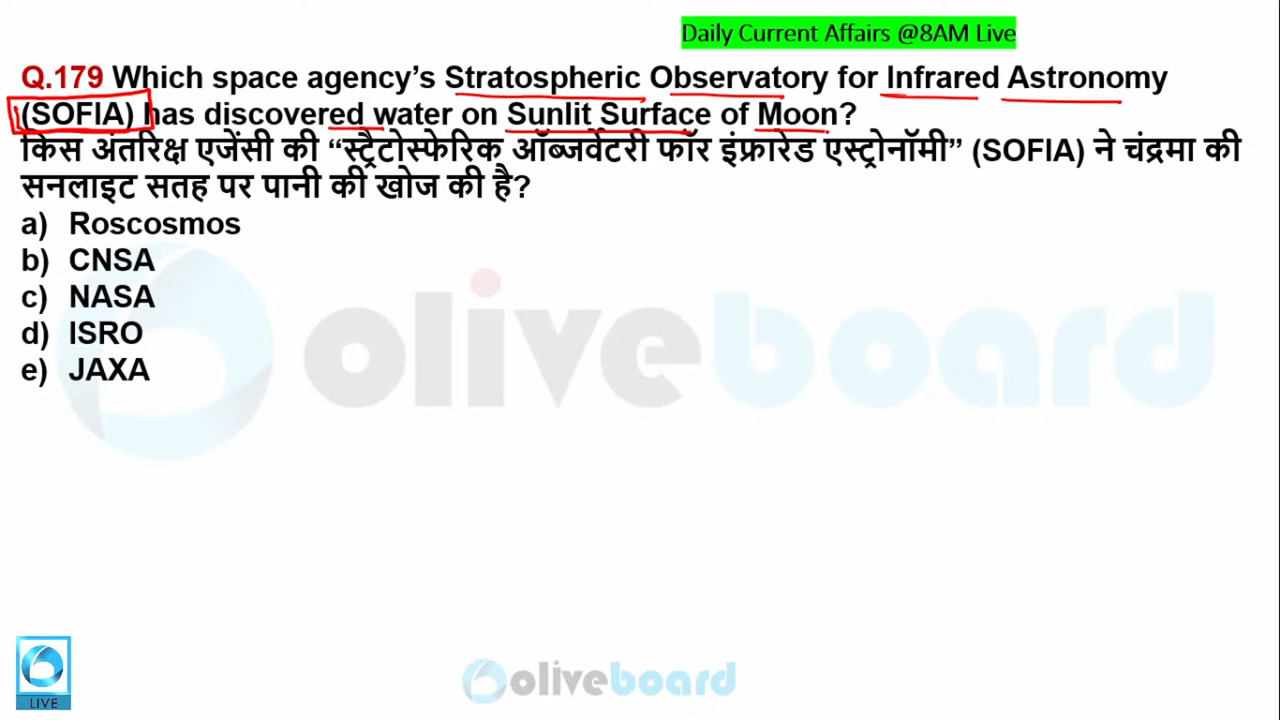 Daily Current Affairs @8AM Live
Q.179 Which space agency’s Stratospheric Observatory for Infrared Astronomy
(SOFIA) has discovered water on Sunlit Surface of Moon?
किस अंतरिक्ष एजेंसी की “स्ट्रैटोस्फेरिक ऑब्जर्वेटरी फॉर इंफ्रारेड एस्ट्रोनॉमी” (SOFIA) ने चंद्रमा की
सनलाइट सतह पर पानी की खोज की है?
a) Roscosmos
b) CNSA
c) NASA
d) ISRO
e) JAXA
oliveboard
LIVE
oliveboard